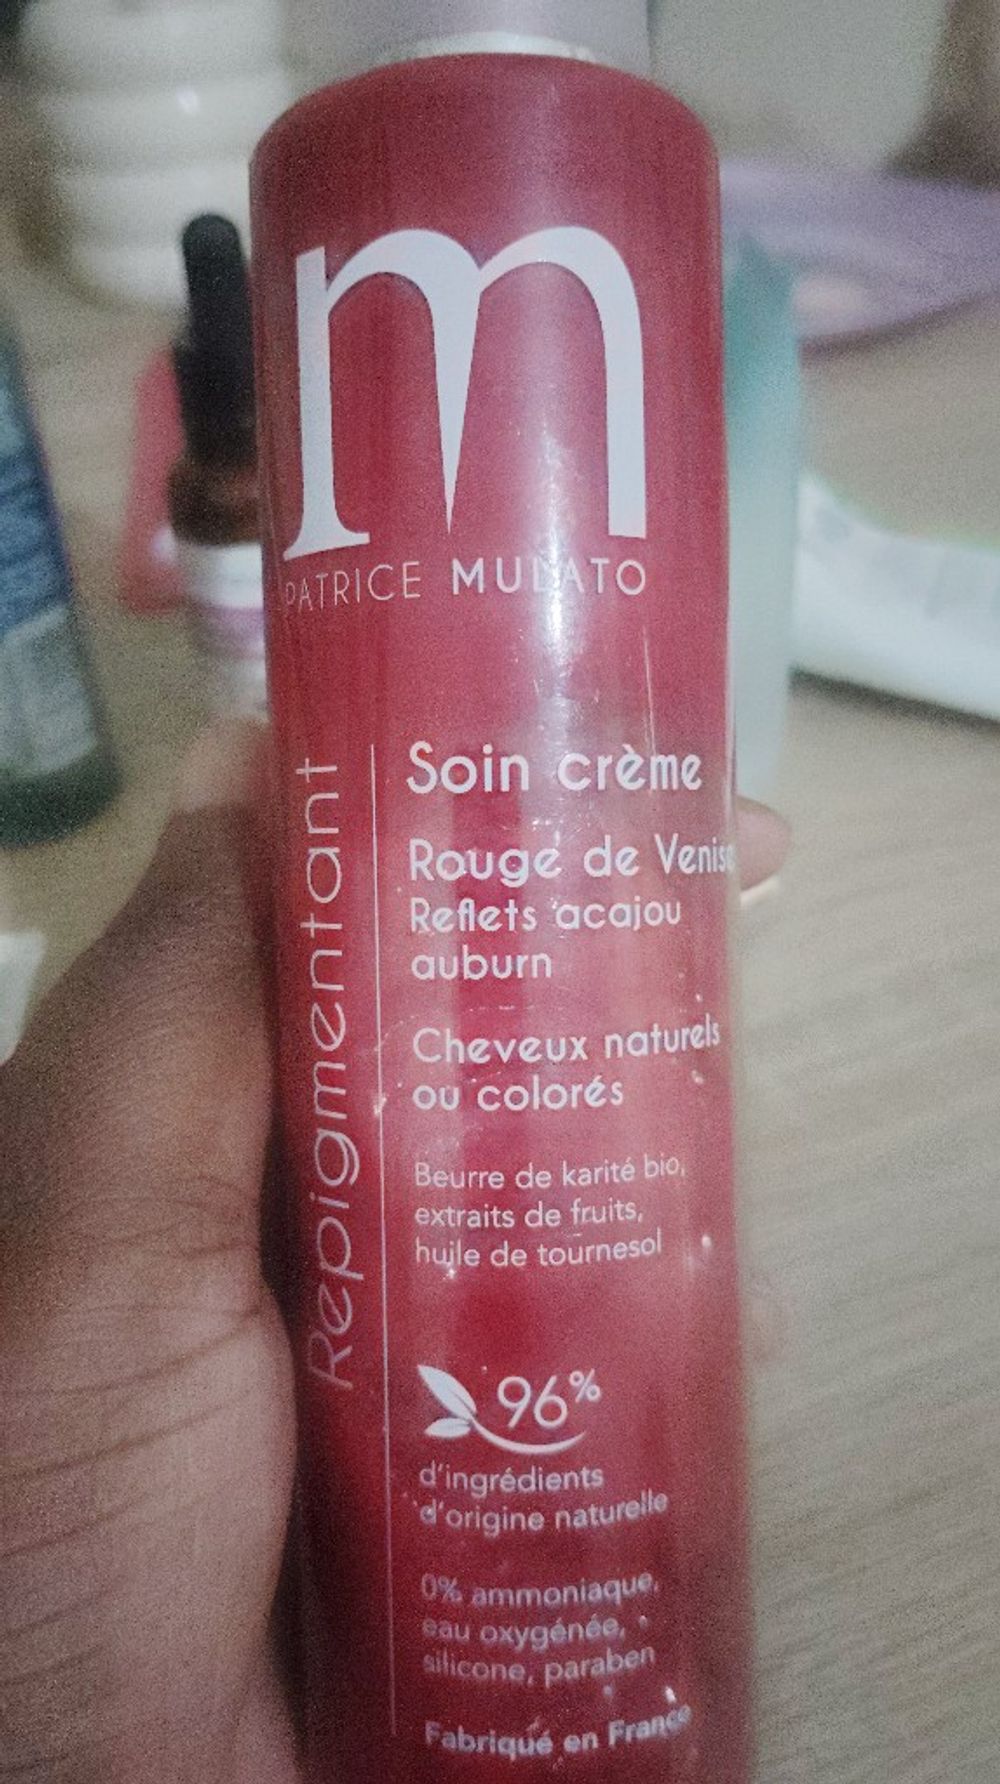 m
PATRICE MULATO
Repigmentant
Soin crème
Rouge de Venise
Reflets acajou
auburn
Cheveux naturels
ou colorés
Beurre de karité bio,
extraits de fruits,
huile de tournesol
96%
d'ingrédients
d'origine naturelle
0% ammoniaque,
eau oxygénée,
silicone, paraben
Fabriqué en France